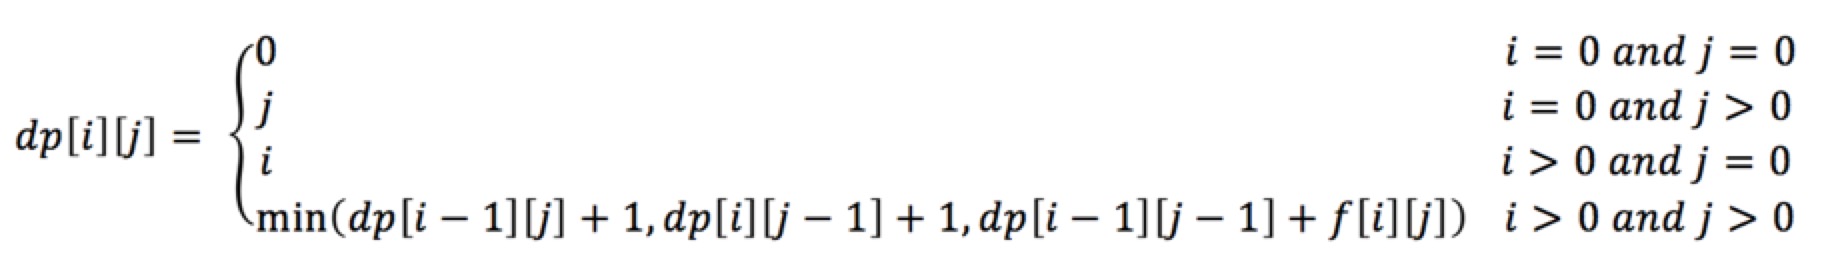 0 i = 0 and j = 0
j i = 0 and j > 0
dp[i][j] =
i i > 0 and j = 0
min(dp[i − 1][j] + 1, dp[i][j − 1] + 1, dp[i − 1][j − 1] + f[i][j]) i > 0 and j > 0